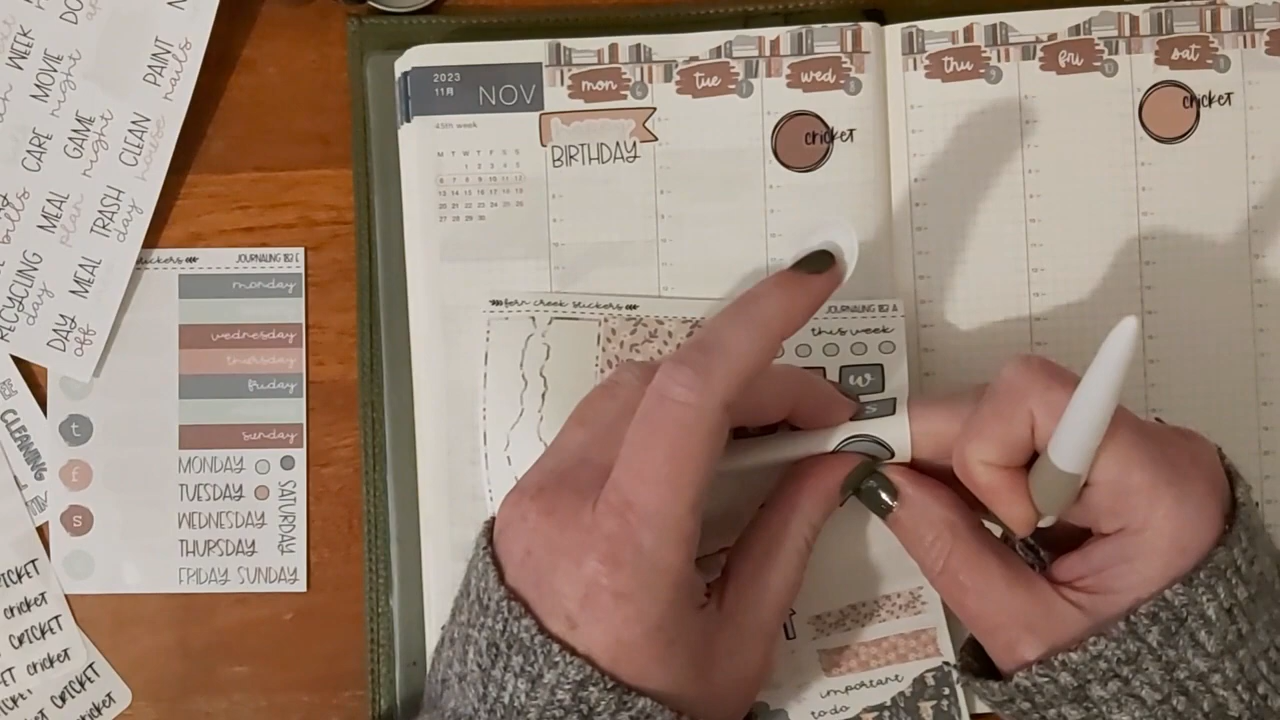 2023
11月
NOV
mon
tue
wed
thu
fri
sat
45th week
M T W T F S S
1 2 3 4 5
6 7 8 9 10 11 12
13 14 15 16 17 18 19
20 21 22 23 24 25 26
27 28 29 30
BIRTHDAY
cricket
cricket
fern creek stickers
JOURNALING 183 A
this week
w
s
important
to do
JOURNALING 183 C
monday
wednesday
thursday
friday
sunday
t
f
s
MONDAY
TUESDAY
WEDNESDAY
THURSDAY
FRIDAY SUNDAY
SATURDAY
WEEK
CARE
MOVE
night
PAINT
nails
bills
MEAL
plan
GAME
night
CLEAN
house
RECYCLING
day
TRASH
day
DAY
off
MEAL
CLEANING
cricket
CRICKET
cricket
CRICKET
cricket